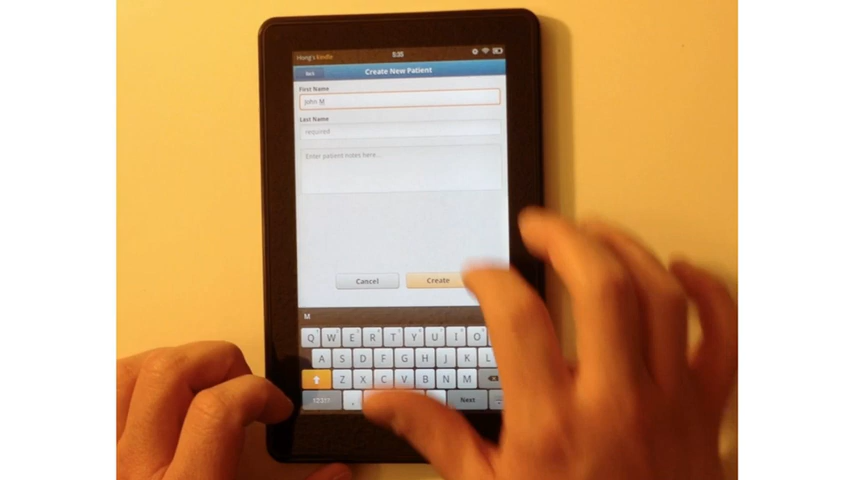 Hong's Kindle 5:35
Back Create New Patient
First Name
John M
Last Name
required
Enter patient notes here...
Cancel Create
M
Q W E R T Y U I O
A S D F G H J K L
Z X C V B N M
123!? . Next